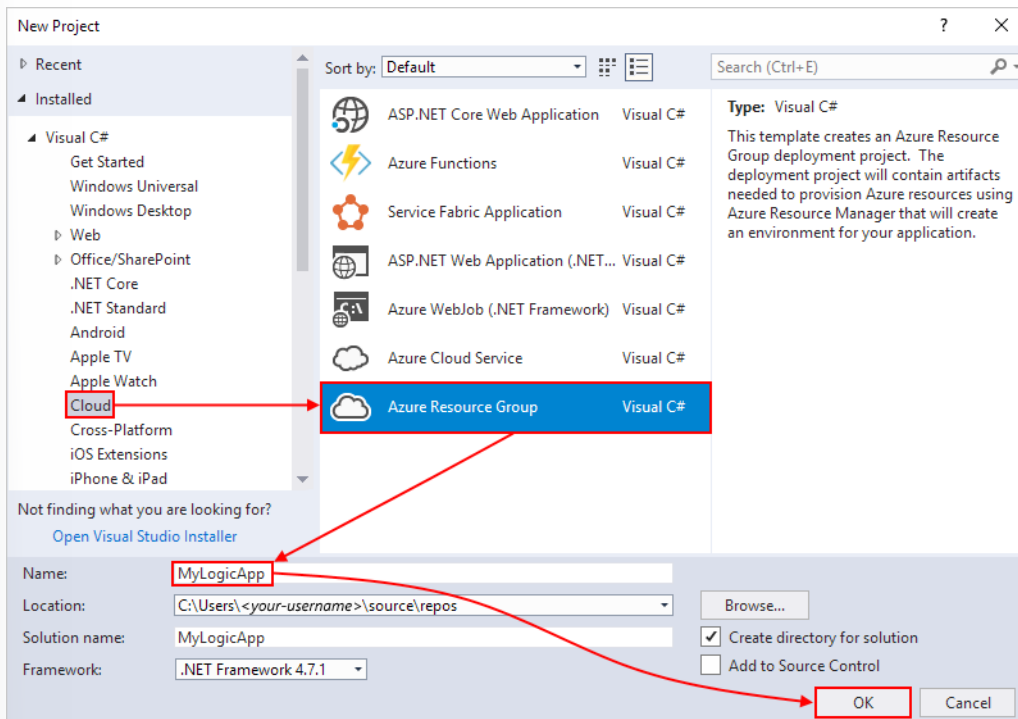 New Project
?
Recent
Installed
Visual C#
Get Started
Windows Universal
Windows Desktop
Web
Office/SharePoint
.NET Core
.NET Standard
Android
Apple TV
Apple Watch
Cloud
Cross-Platform
iOS Extensions
iPhone & iPad
Not finding what you are looking for?
Open Visual Studio Installer
Sort by: Default
ASP.NET Core Web Application Visual C#
Azure Functions Visual C#
Service Fabric Application Visual C#
ASP.NET Web Application (.NET... Visual C#
Azure WebJob (.NET Framework) Visual C#
Azure Cloud Service Visual C#
Azure Resource Group Visual C#
Search (Ctrl+E)
Type: Visual C#
This template creates an Azure Resource
Group deployment project. The
deployment project will contain artifacts
needed to provision Azure resources using
Azure Resource Manager that will create
an environment for your application.
Name: MyLogicApp
Location: C:\Users\<your-username>\source\repos
Browse...
Solution name: MyLogicApp
Create directory for solution
Framework: .NET Framework 4.7.1
Add to Source Control
OK
Cancel